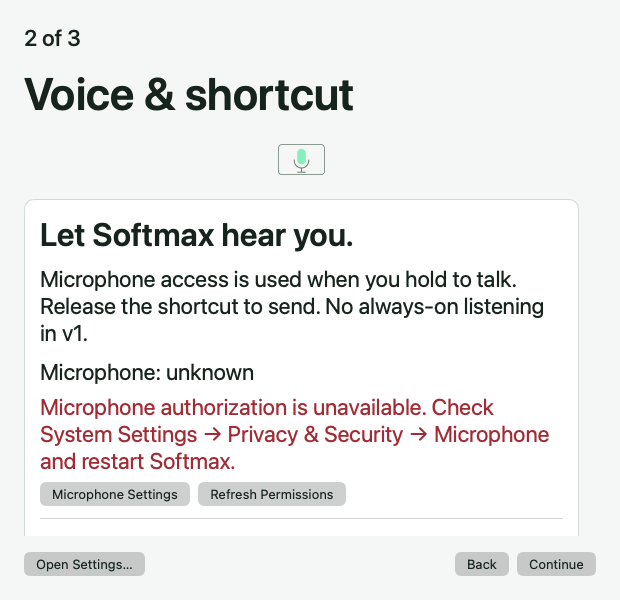 2 of 3
Voice & shortcut
Let Softmax hear you.
Microphone access is used when you hold to talk.
Release the shortcut to send. No always-on listening
in v1.
Microphone: unknown
Microphone authorization is unavailable. Check
System Settings → Privacy & Security → Microphone
and restart Softmax.
Microphone Settings
Refresh Permissions
Open Settings...
Back
Continue